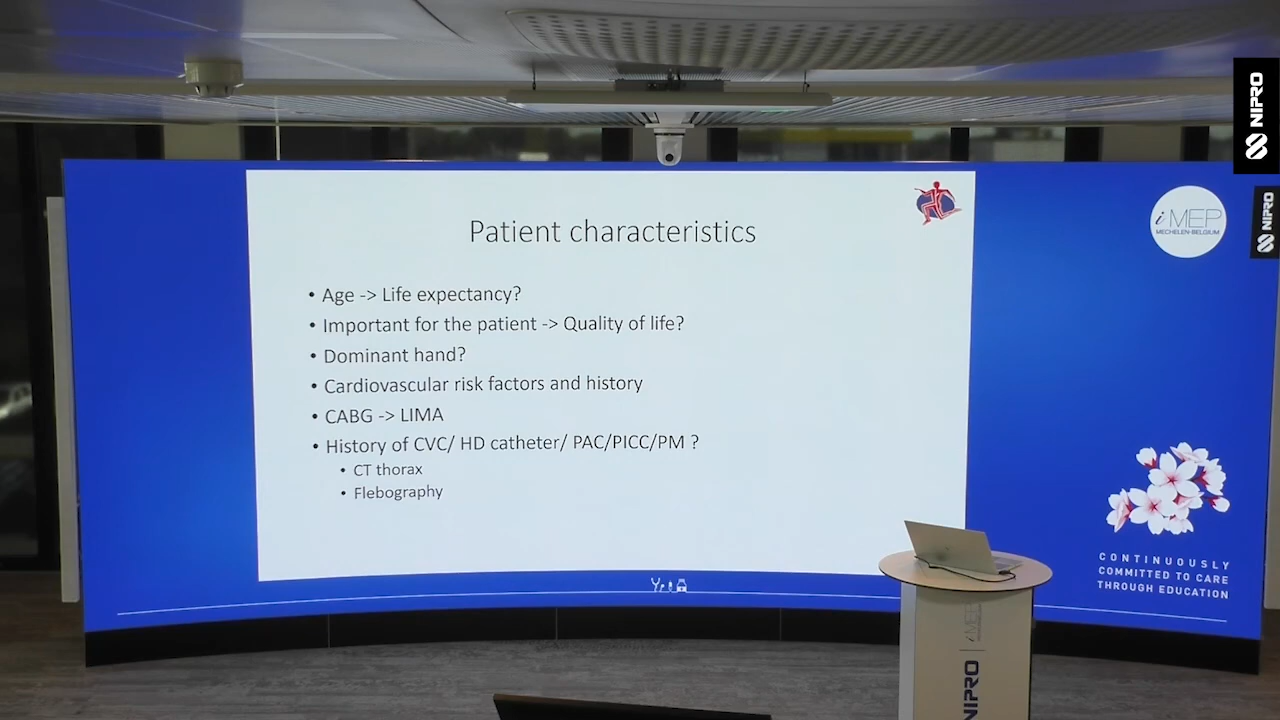 Patient characteristics
• Age -> Life expectancy?
• Important for the patient -> Quality of life?
• Dominant hand?
• Cardiovascular risk factors and history
• CABG -> LIMA
• History of CVC/ HD catheter/ PAC/PICC/PM ?
• CT thorax
• Flebography
NIPRO
i MEP
MECHELEN-BELGIUM
NIPRO
CONTINUOUSLY
COMMITTED TO CARE
THROUGH EDUCATION
NIPRO | iMEP